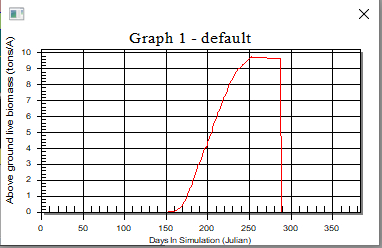 Graph 1 - default
Above ground live biomass (tons/A)
10
9
8
7
6
5
4
3
2
1
0
0 50 100 150 200 250 300 350
Days In Simulation (Julian)